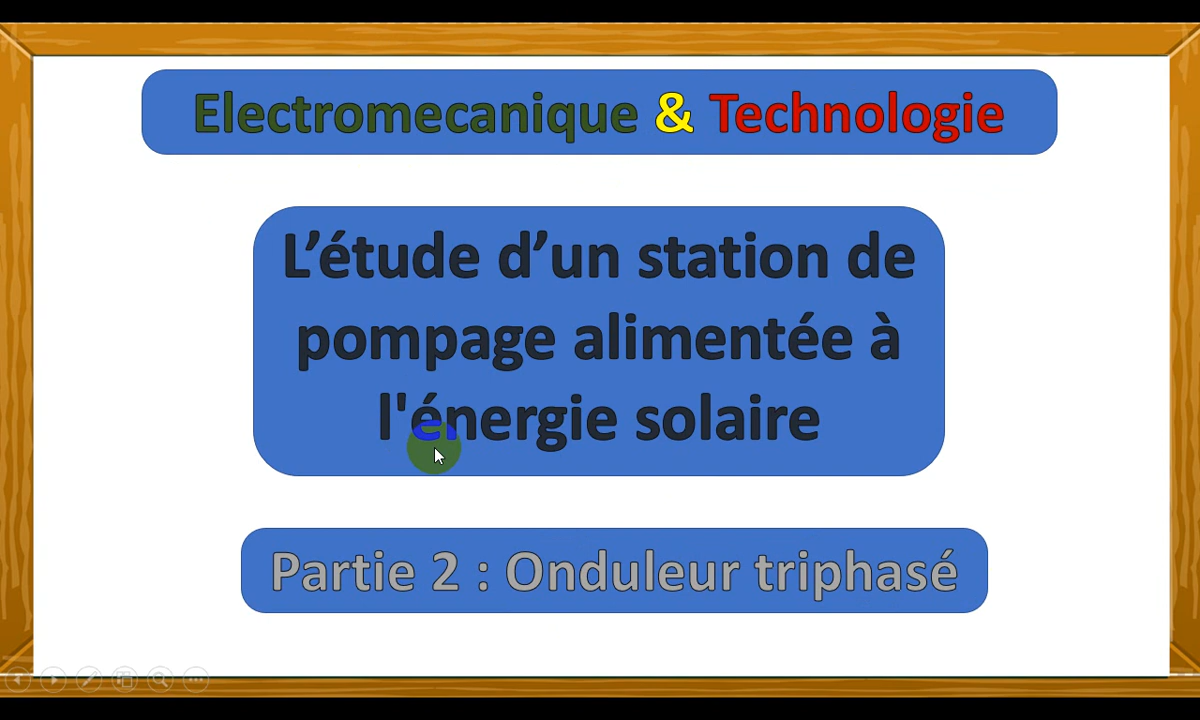 Electromecanique & Technologie
L’étude d’un station de
pompage alimentée à
l'énergie solaire
Partie 2 : Onduleur triphasé